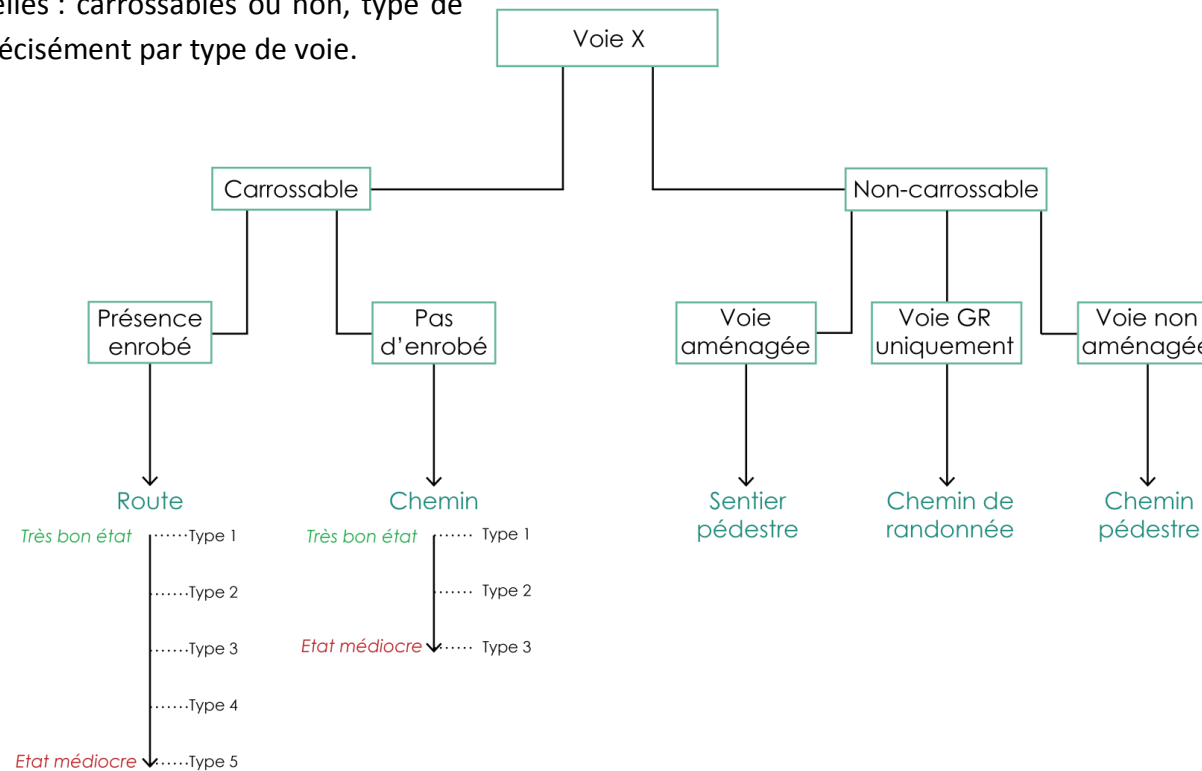 elles : carrossables ou non, type de
écisément par type de voie.
Voie X
Carrossable
Non-carrossable
Présence
enrobé
Pas
d’enrobé
Voie
aménagée
Voie GR
uniquement
Voie non
aménagée
Route
Chemin
Sentier
pédestre
Chemin de
randonnée
Chemin
pédestre
Très bon état
Type 1
Type 2
Type 3
Type 4
Etat médiocre
Type 5
Très bon état
Type 1
Type 2
Etat médiocre
Type 3